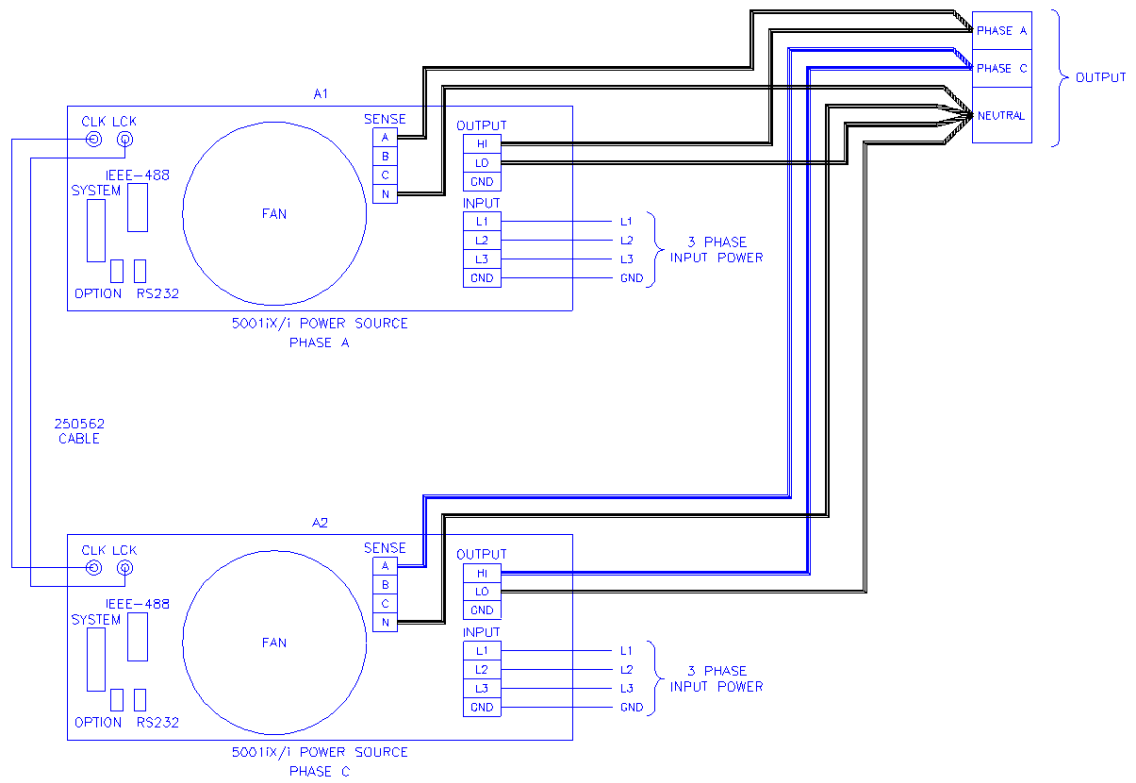 PHASE A
PHASE C
NEUTRAL
OUTPUT
A1
CLK LCK
SENSE
A
B
C
N
OUTPUT
HI
LO
GND
IEEE-488
SYSTEM
FAN
INPUT
L1
L2
L3
GND
L1
L2
L3
GND
3 PHASE
INPUT POWER
OPTION
RS232
5001iX/i POWER SOURCE
PHASE A
250562
CABLE
A2
CLK LCK
SENSE
A
B
C
N
OUTPUT
HI
LO
GND
IEEE-488
SYSTEM
FAN
INPUT
L1
L2
L3
GND
L1
L2
L3
GND
3 PHASE
INPUT POWER
OPTION
RS232
5001iX/i POWER SOURCE
PHASE C